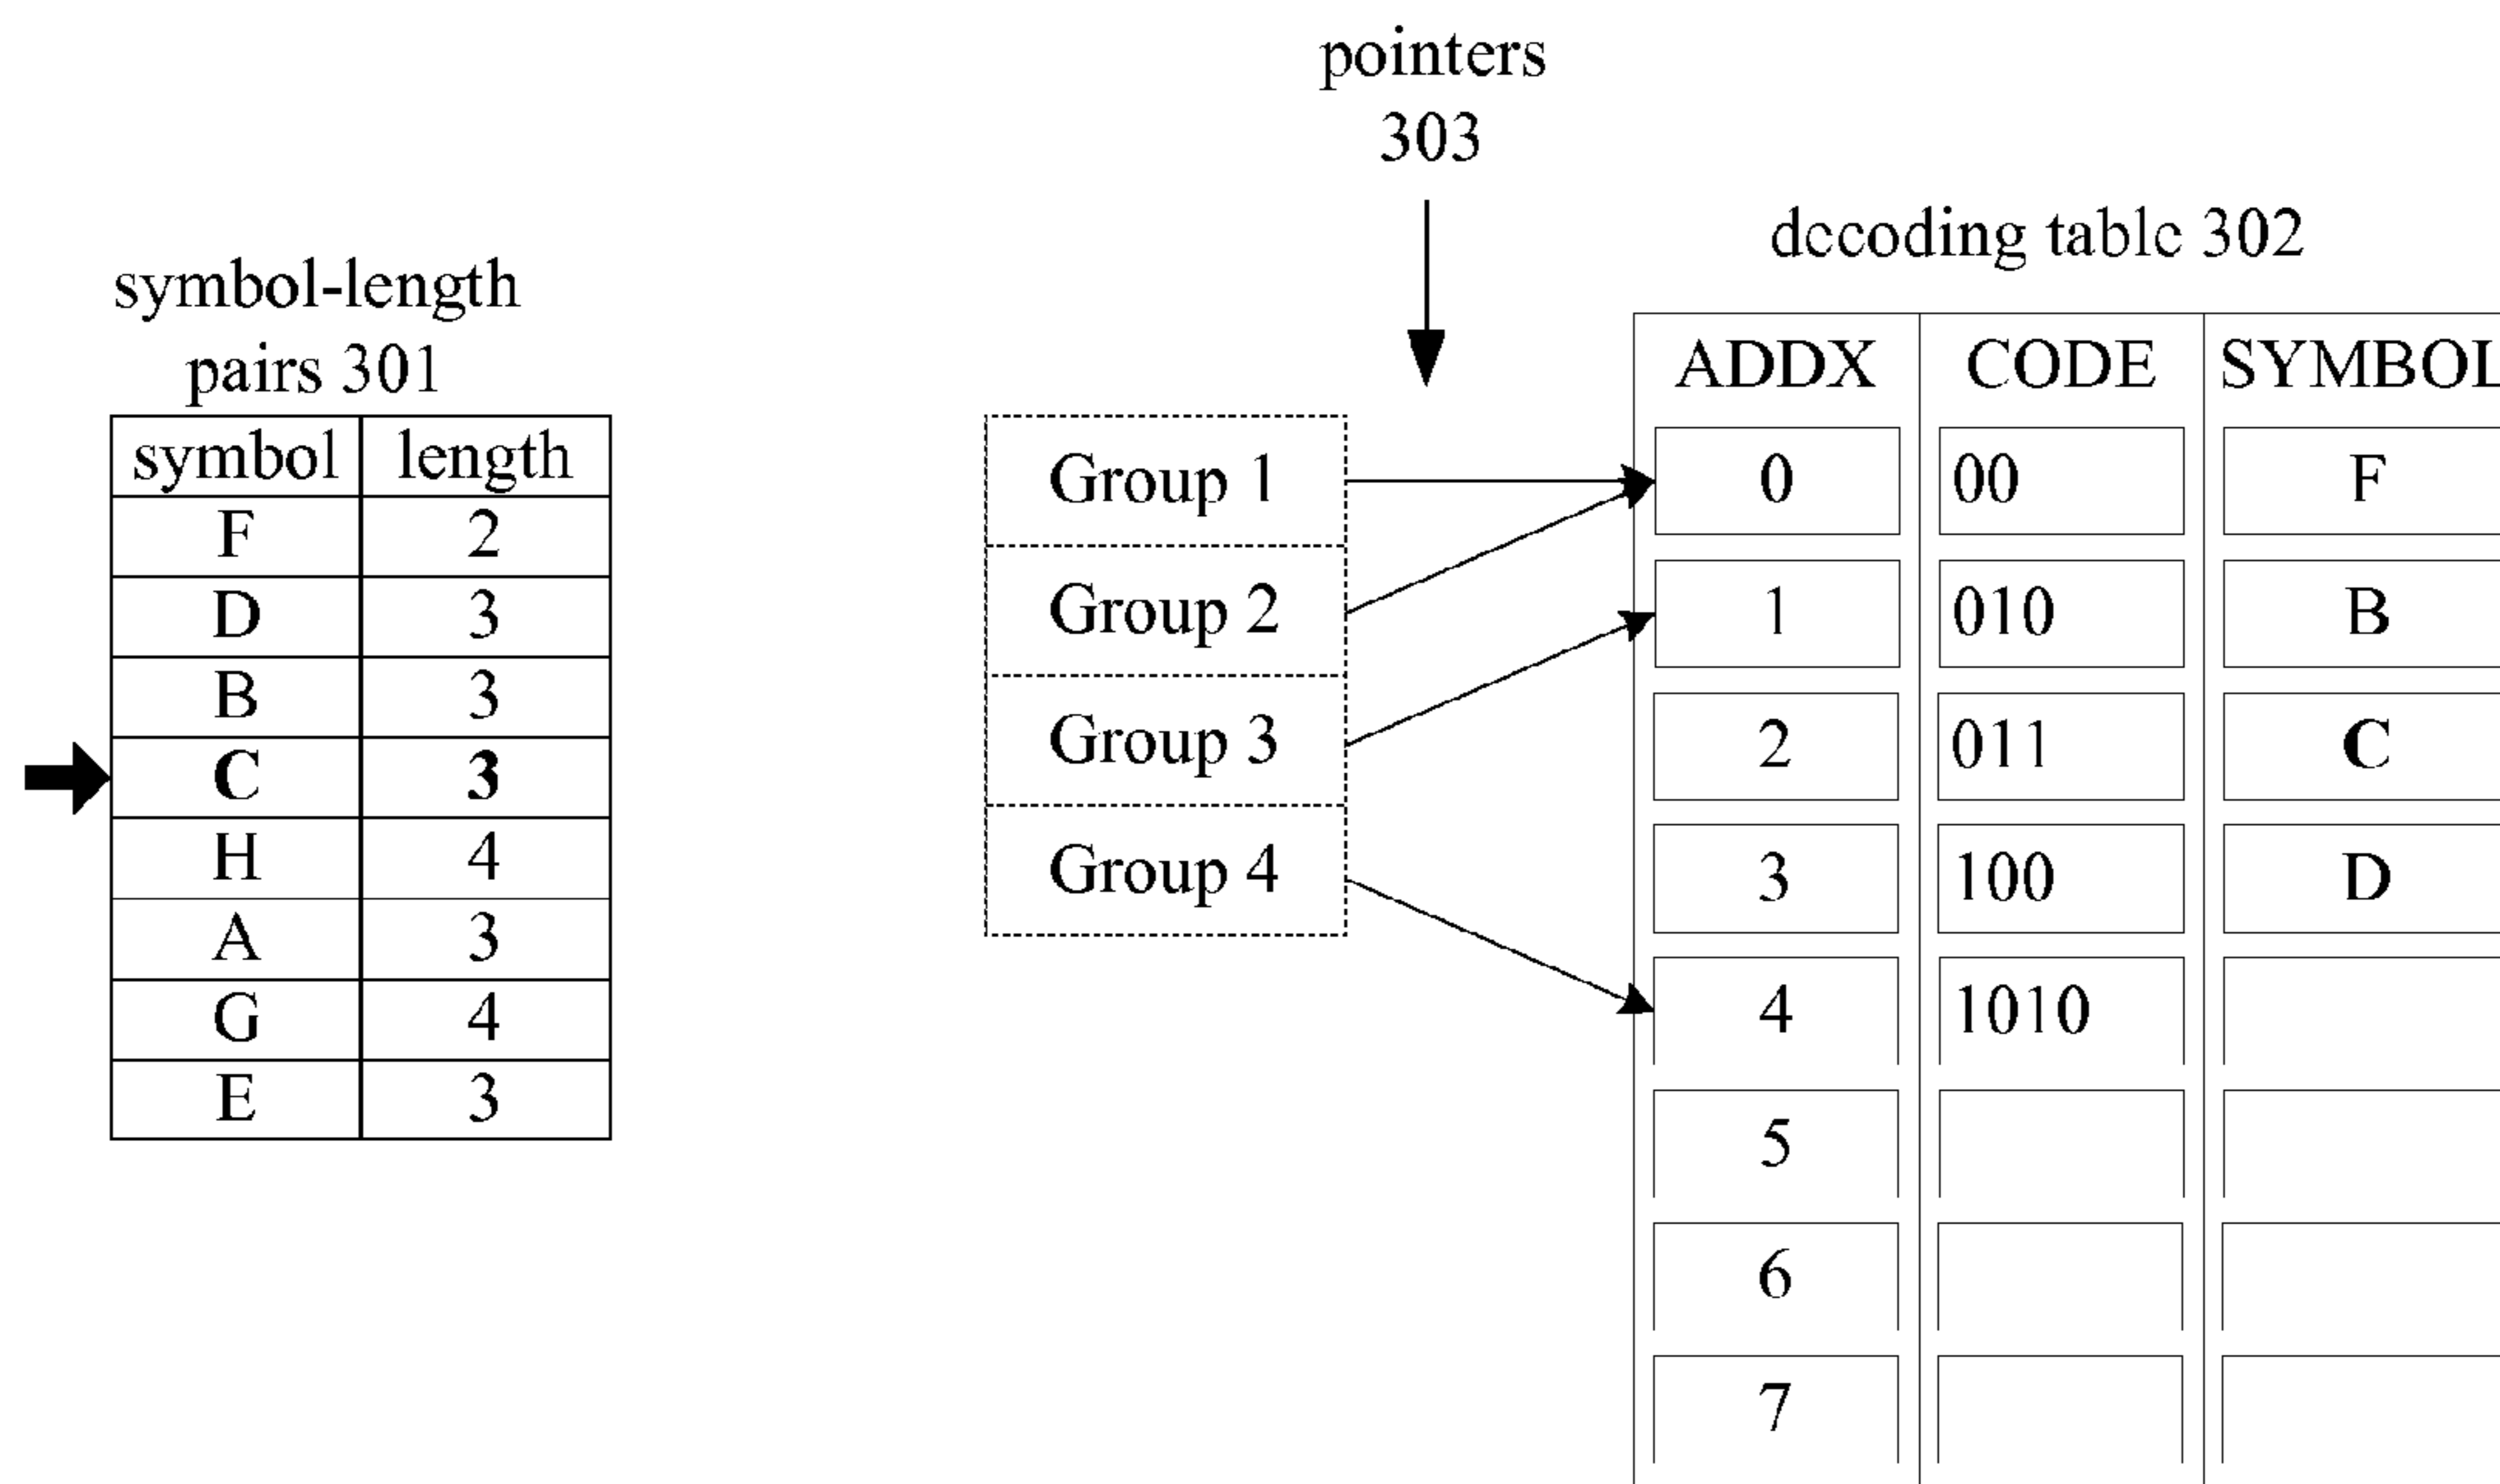 pointers
303
symbol-length
pairs 301
symbol length
F 2
D 3
B 3
C 3
H 4
A 3
G 4
E 3
Group 1
Group 2
Group 3
Group 4
decoding table 302
ADDX CODE SYMBOL
0 00 F
1 010 B
2 011 C
3 100 D
4 1010
5
6
7